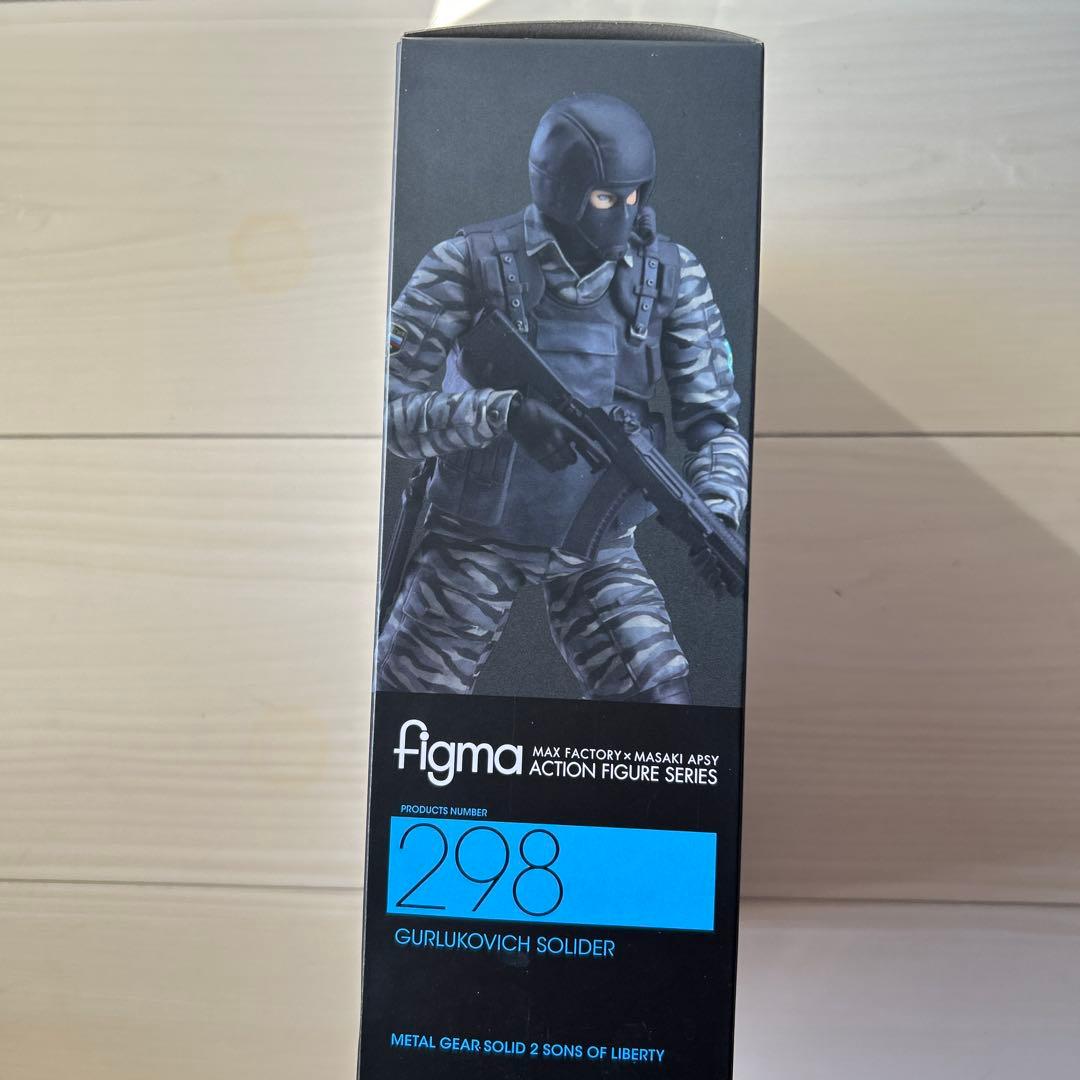 figma
MAX FACTORY×MASAKI APSY
ACTION FIGURE SERIES
PRODUCTS NUMBER
298
GURLUKOVICH SOLIDER
METAL GEAR SOLID 2 SONS OF LIBERTY